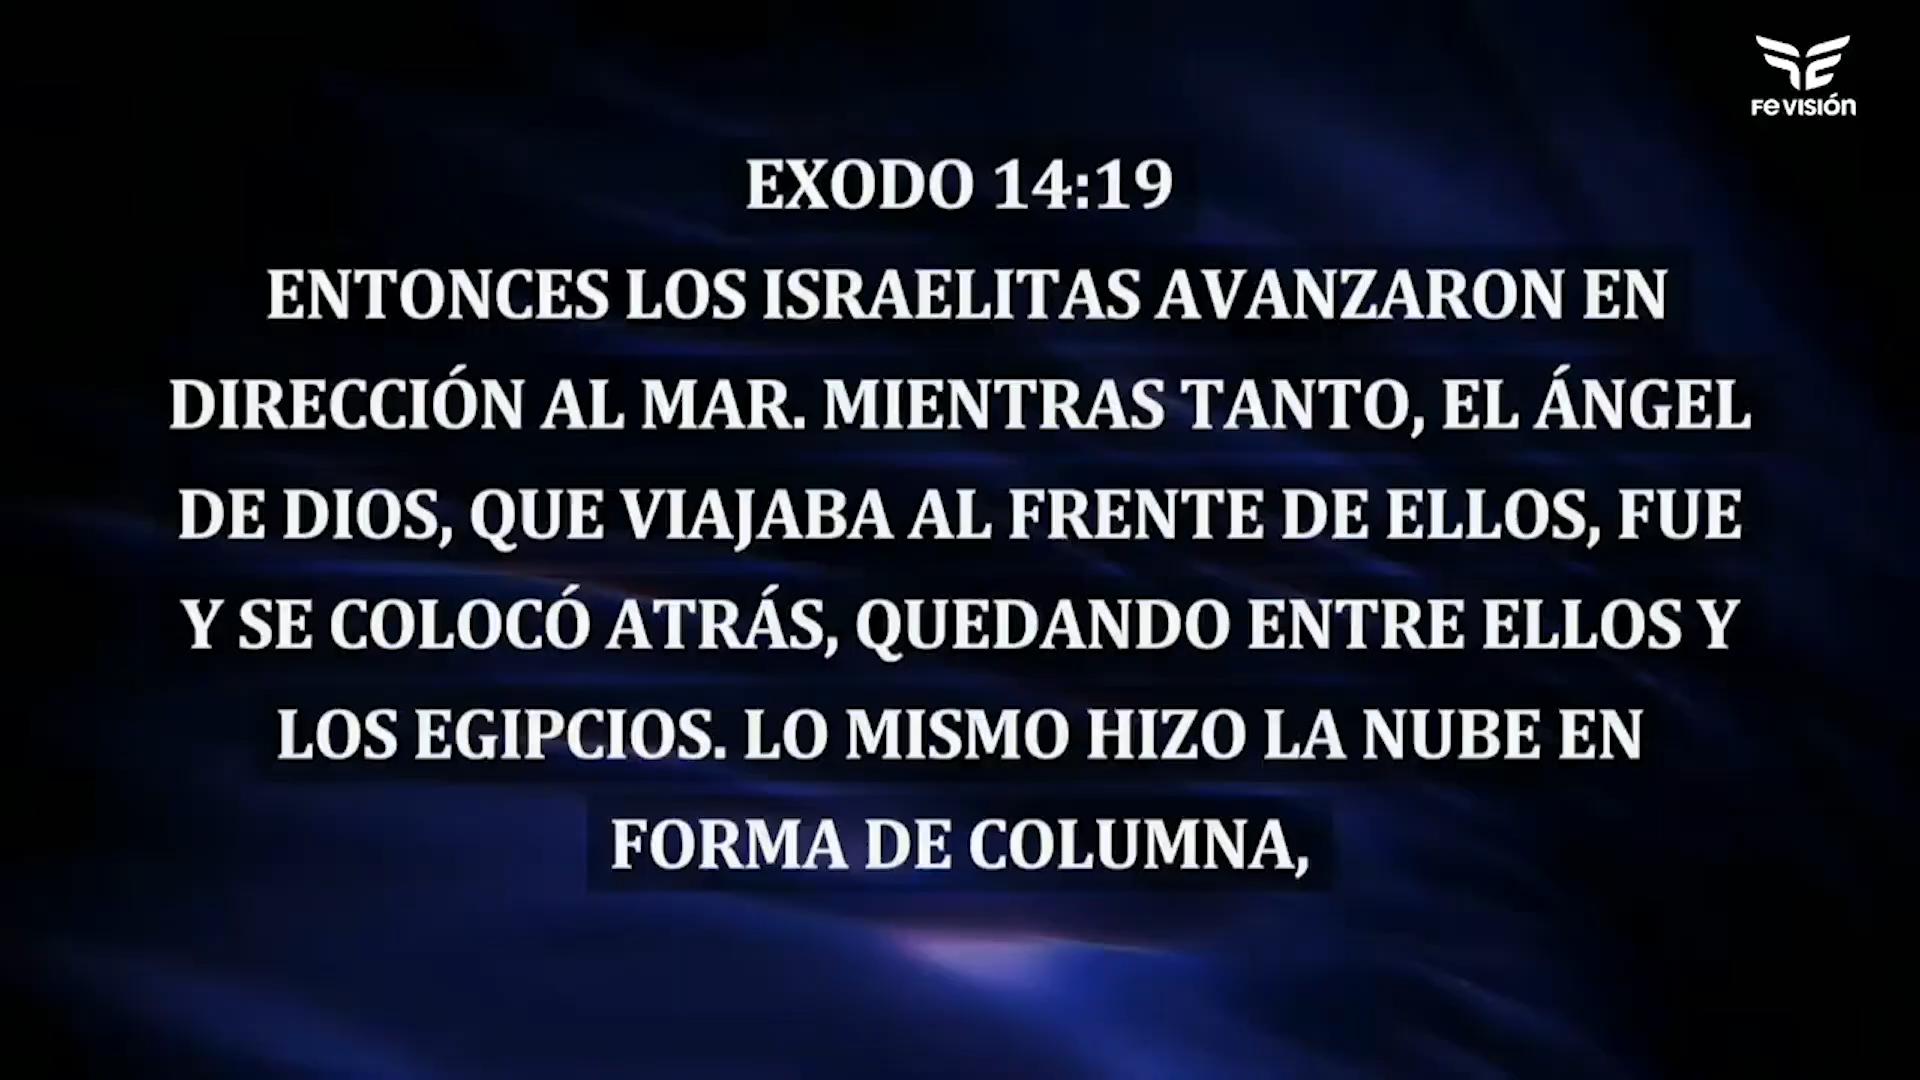 FE VISIÓN
EXODO 14:19
ENTONCES LOS ISRAELITAS AVANZARON EN
DIRECCIÓN AL MAR. MIENTRAS TANTO, EL ÁNGEL
DE DIOS, QUE VIAJABA AL FRENTE DE ELLOS, FUE
Y SE COLOCÓ ATRÁS, QUEDANDO ENTRE ELLOS Y
LOS EGIPCIOS. LO MISMO HIZO LA NUBE EN
FORMA DE COLUMNA,